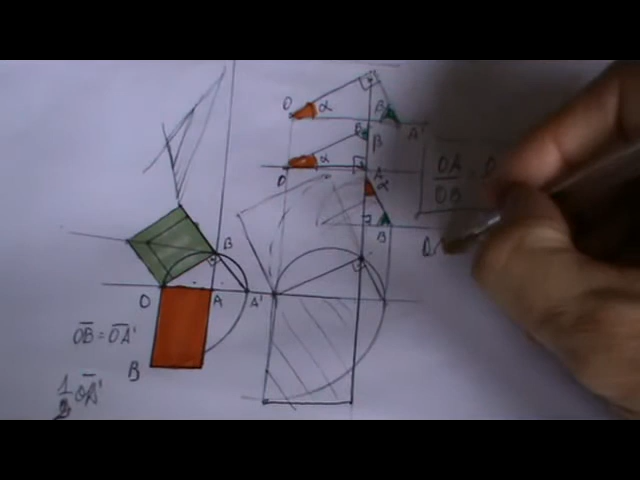 O α B A'
B B
O α A
α
B
OA
OB = O
O
B
O A A'
OB = OA'
B
1/2 OA'